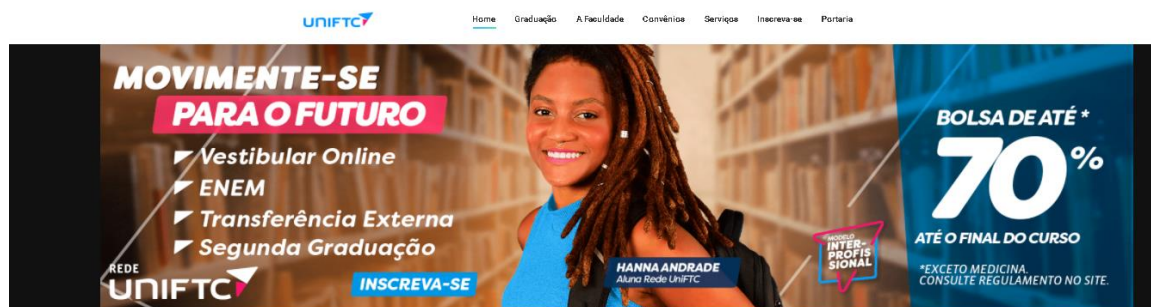 UNIFTC
Home Graduação A Faculdade Convênios Serviços Inscreva-se Portaria
MOVIMENTE-SE
PARA O FUTURO
Vestibular Online
ENEM
Transferência Externa
Segunda Graduação
REDE
UNIFTC
INSCREVA-SE
HANNA ANDRADE
Aluna Rede UniFTC
MODELO
INTER-
PROFIS
SIONAL
BOLSA DE ATÉ *
70%
ATÉ O FINAL DO CURSO
*EXCETO MEDICINA.
CONSULTE REGULAMENTO NO SITE.